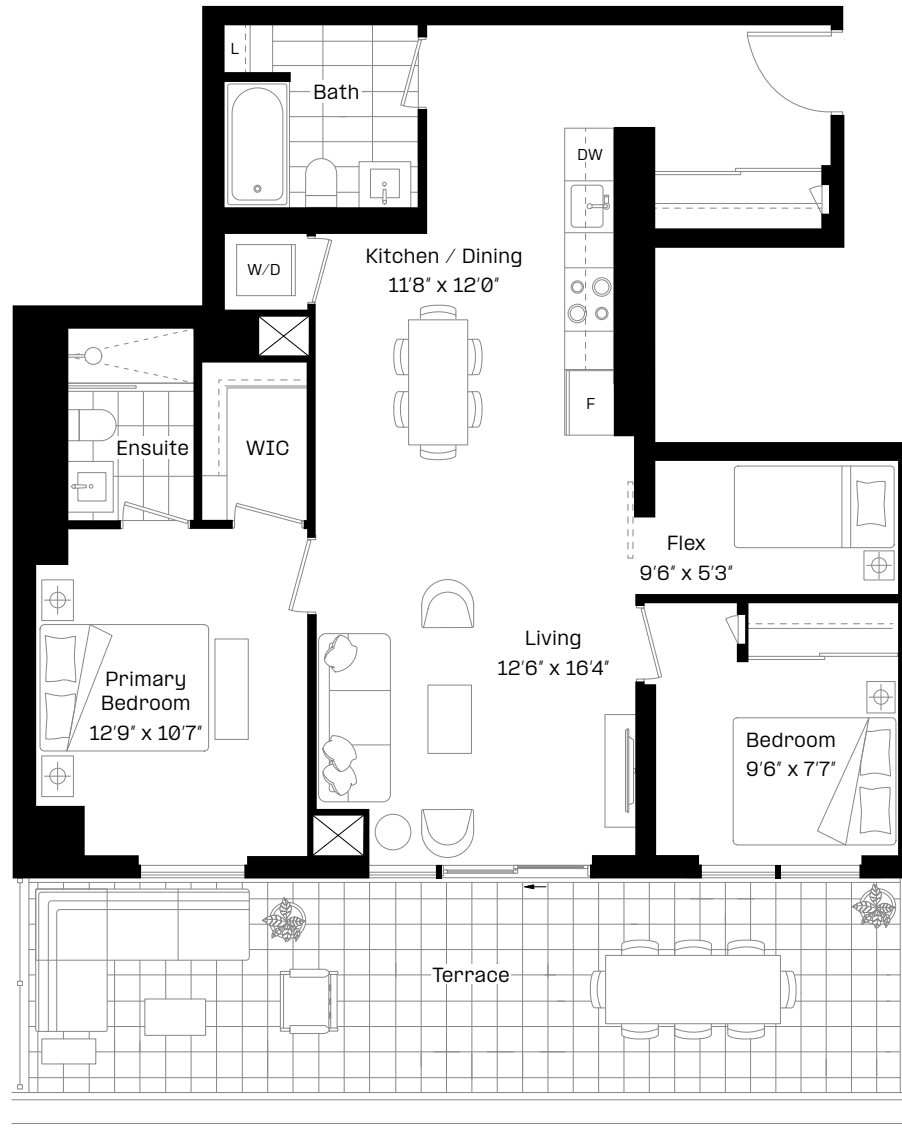 L
Bath
DW
W/D
Kitchen / Dining
11'8" x 12'0"
F
Ensuite
WIC
Flex
9'6" x 5'3"
Living
12'6" x 16'4"
Primary
Bedroom
12'9" x 10'7"
Bedroom
9'6" x 7'7"
Terrace